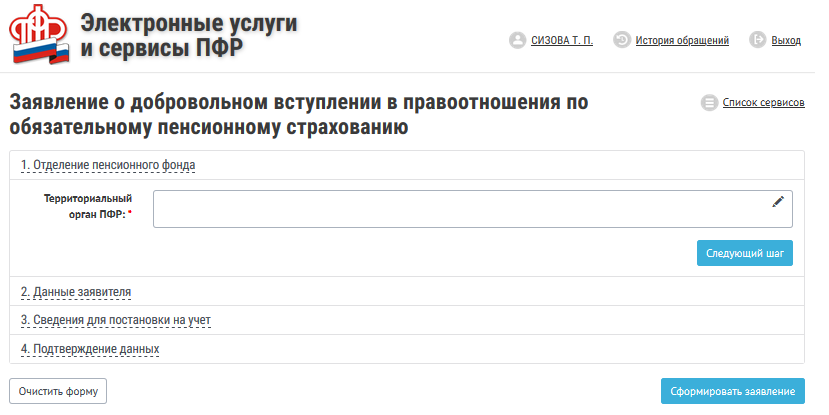 Электронные услуги
и сервисы ПФР
СИЗОВА Т. П.
История обращений
Выход
Заявление о добровольном вступлении в правоотношения по
обязательному пенсионному страхованию
Список сервисов
1. Отделение пенсионного фонда
Территориальный
орган ПФР: *
Следующий шаг
2. Данные заявителя
3. Сведения для постановки на учет
4. Подтверждение данных
Очистить форму
Сформировать заявление